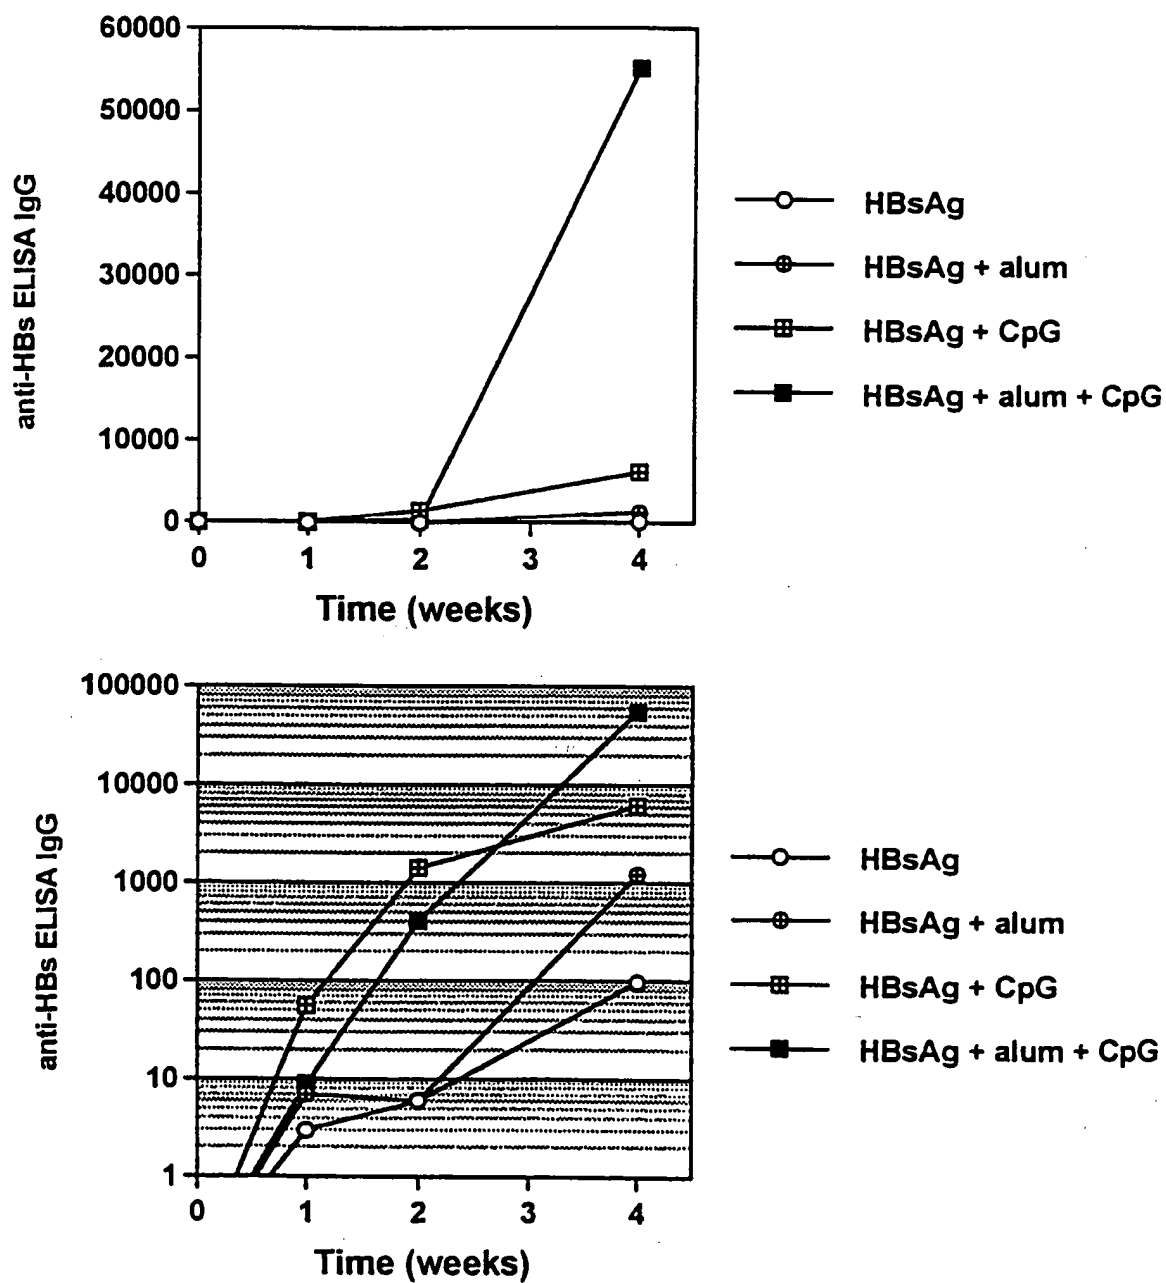 60000
50000
40000
30000
20000
10000
0
anti-HBs ELISA IgG
0 1 2 3 4
Time (weeks)
HBsAg
HBsAg + alum
HBsAg + CpG
HBsAg + alum + CpG
100000
10000
1000
100
10
1
anti-HBs ELISA IgG
0 1 2 3 4
Time (weeks)
HBsAg
HBsAg + alum
HBsAg + CpG
HBsAg + alum + CpG